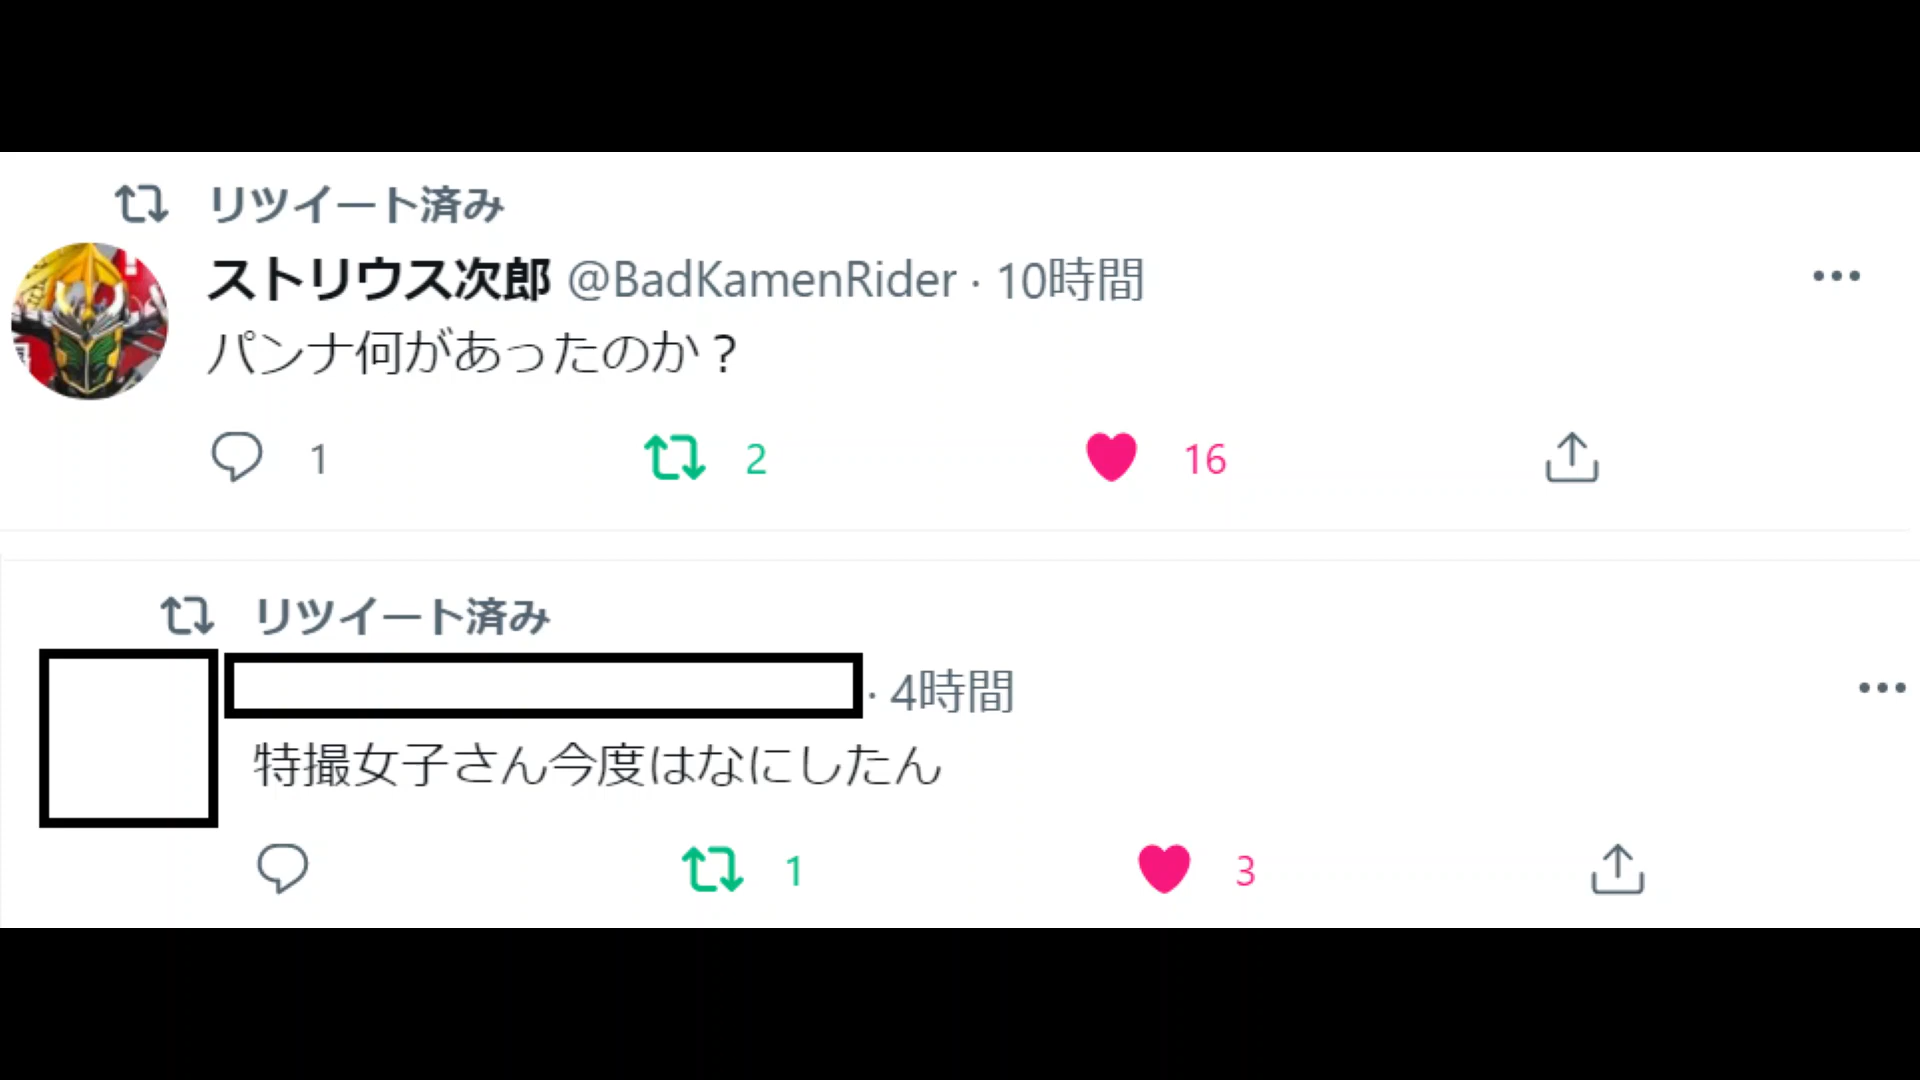 リツイート済み
ストリウス次郎 @BadKamenRider · 10時間
パンナ何があったのか？
1 2 16
リツイート済み
· 4時間
特撮女子さん今度はなにしたん
1 3